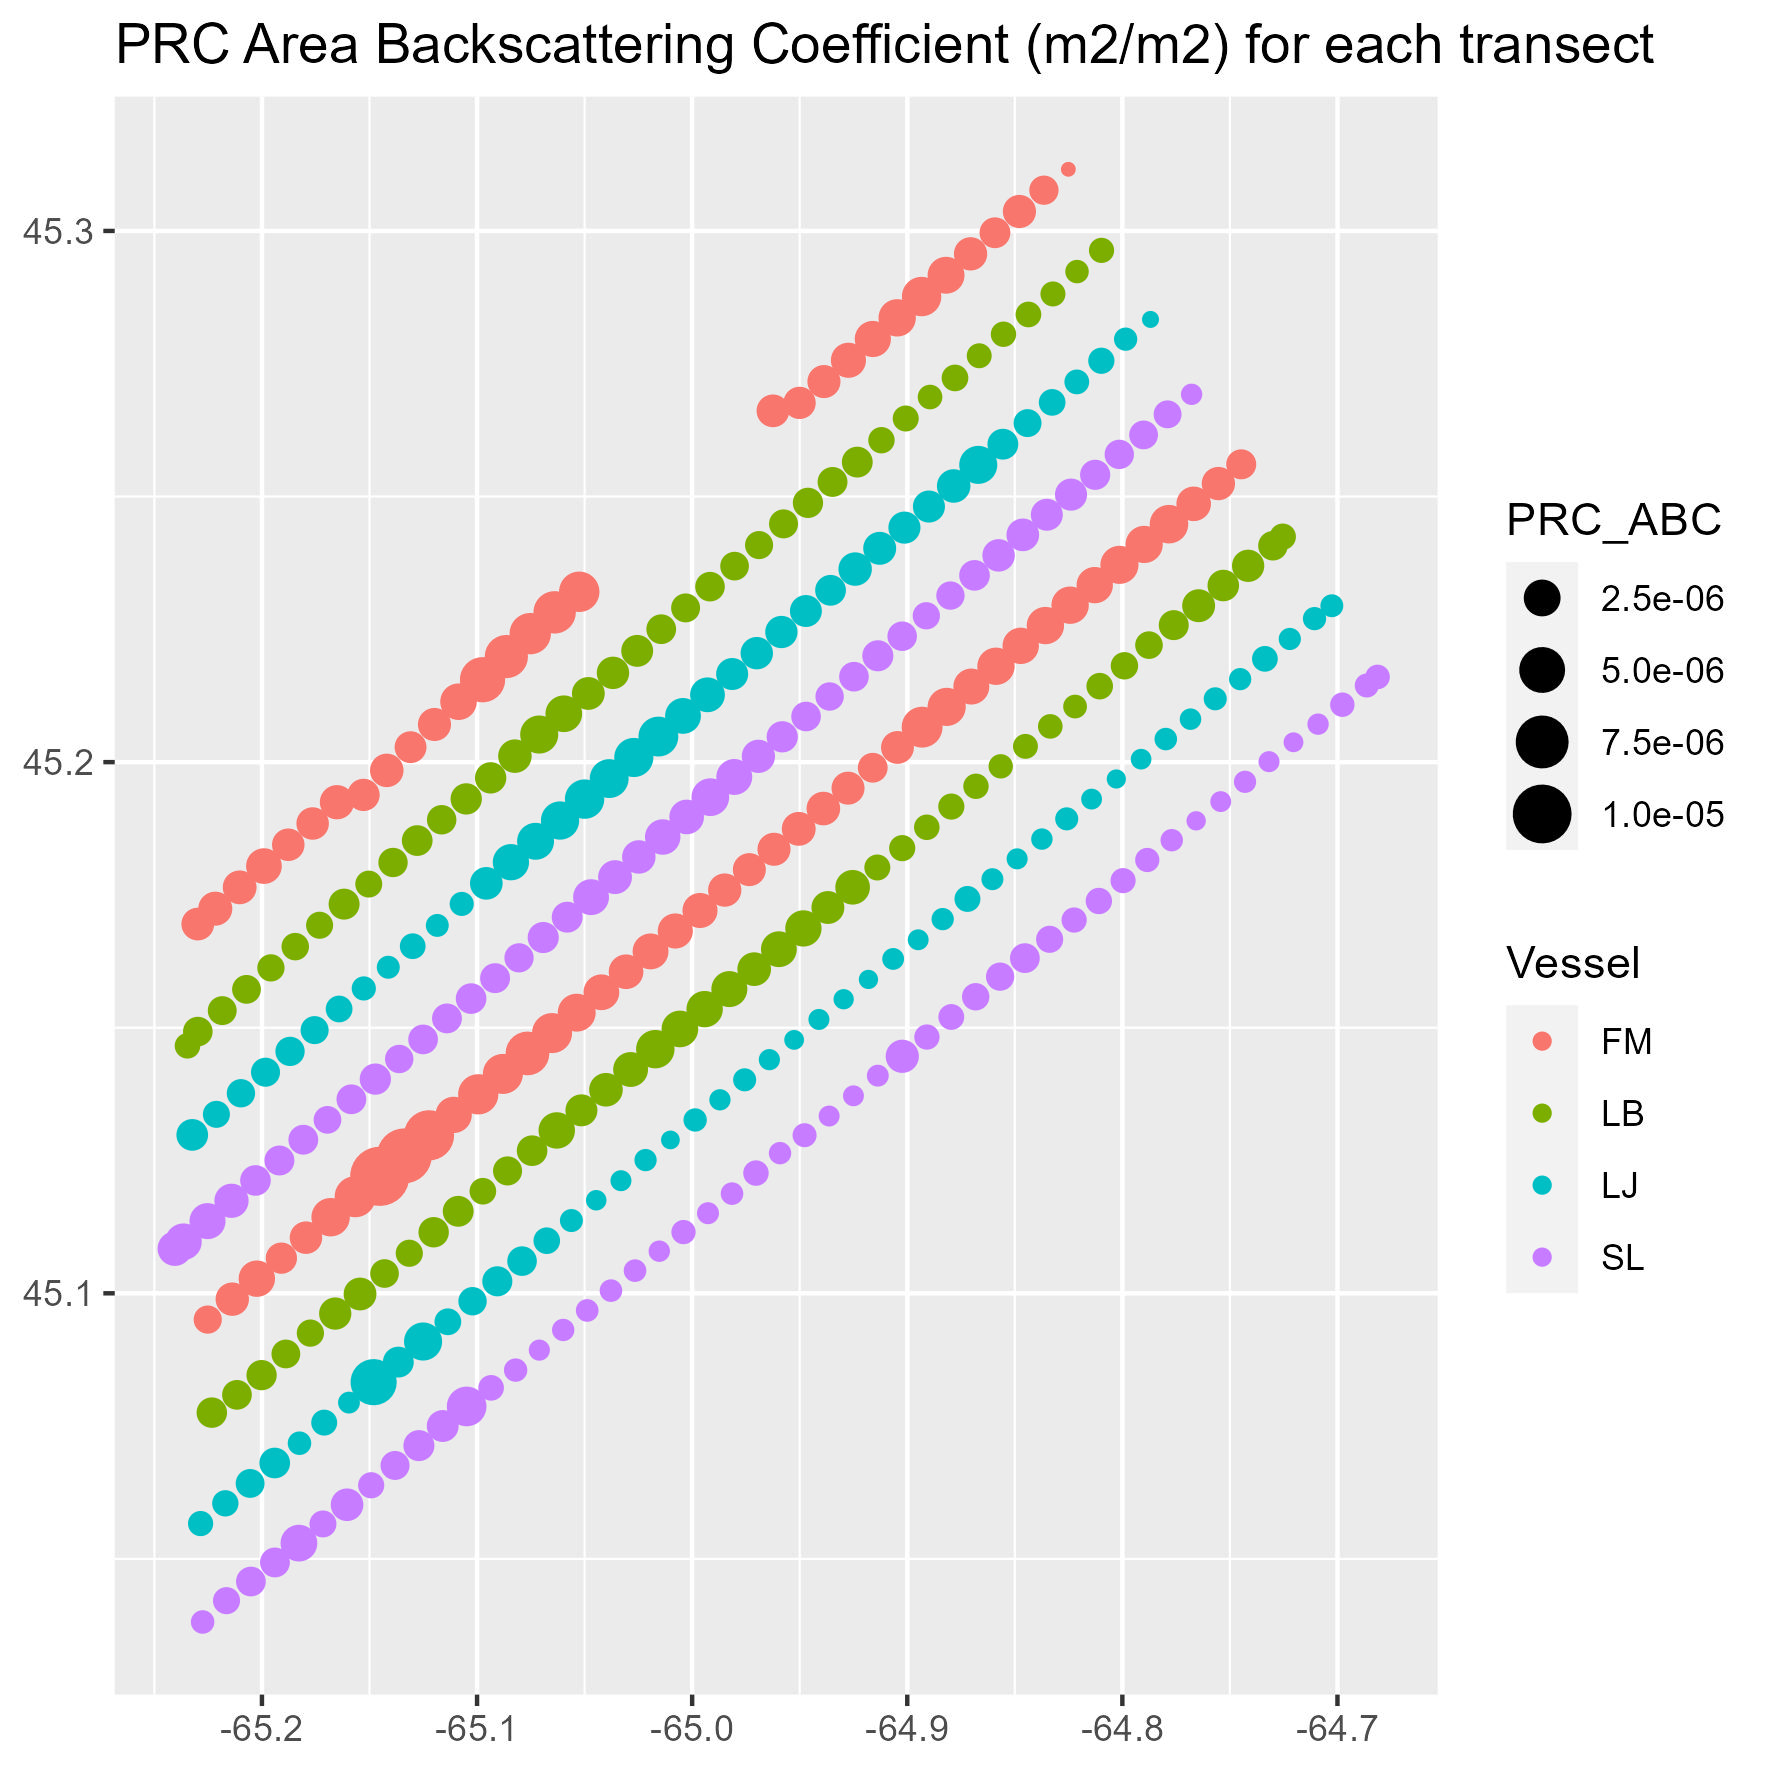 PRC Area Backscattering Coefficient (m2/m2) for each transect
45.3
45.2
45.1
-65.2
-65.1
-65.0
-64.9
-64.8
-64.7
PRC_ABC
2.5e-06
5.0e-06
7.5e-06
1.0e-05
Vessel
FM
LB
LJ
SL